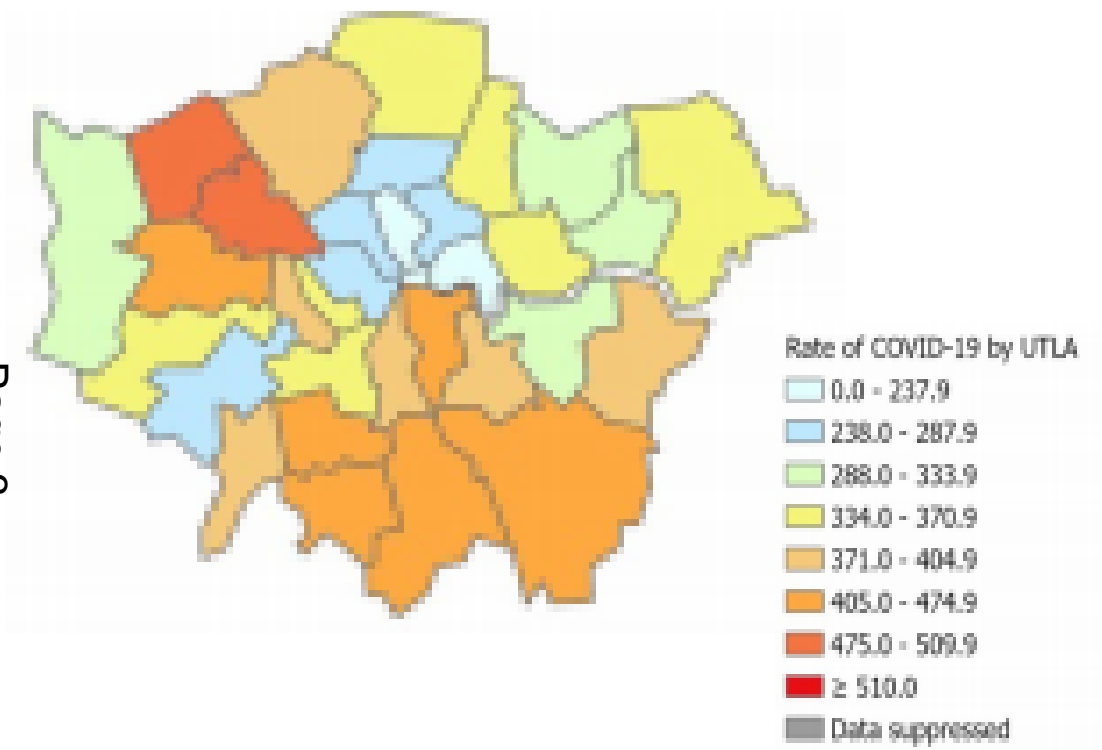 Rate of COVID-19 by UTLA
0.0 - 237.9
238.0 - 287.9
288.0 - 333.9
334.0 - 370.9
371.0 - 404.9
405.0 - 474.9
475.0 - 509.9
≥ 510.0
Data suppressed